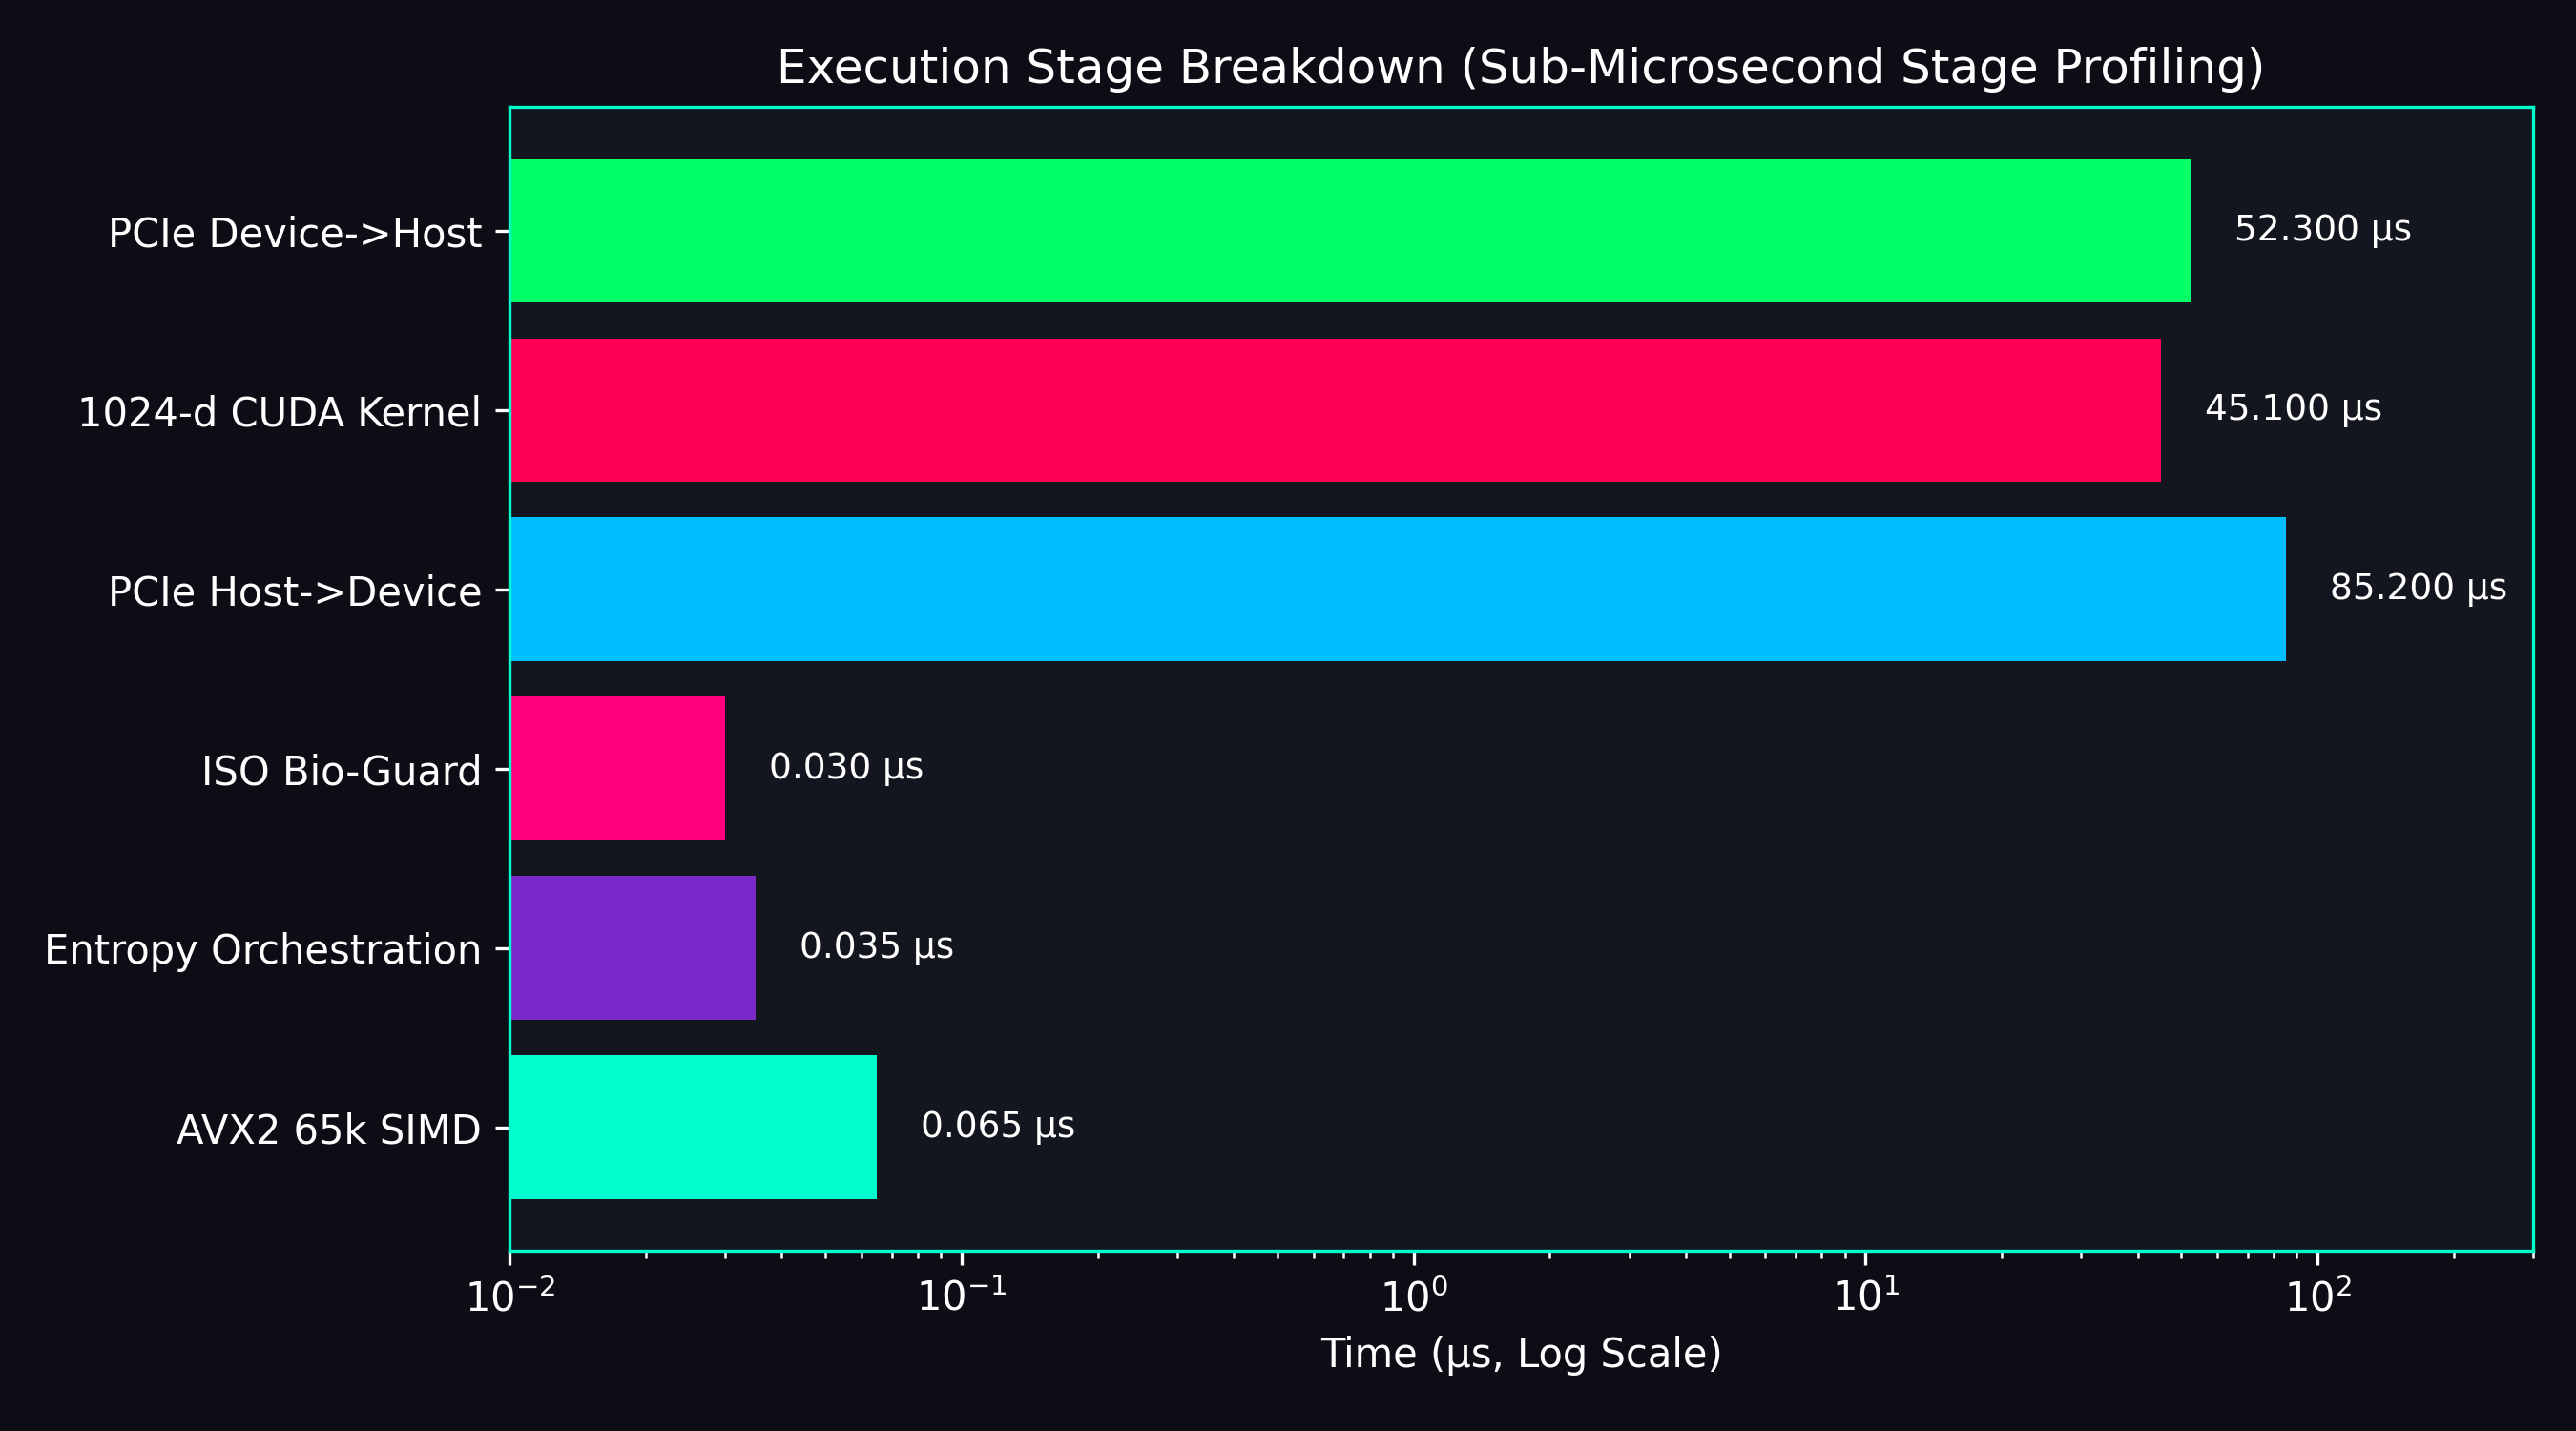 Execution Stage Breakdown (Sub-Microsecond Stage Profiling)
PCIe Device->Host
52.300 µs
1024-d CUDA Kernel
45.100 µs
PCIe Host->Device
85.200 µs
ISO Bio-Guard
0.030 µs
Entropy Orchestration
0.035 µs
AVX2 65k SIMD
0.065 µs
10⁻² 10⁻¹ 10⁰ 10¹ 10²
Time (µs, Log Scale)